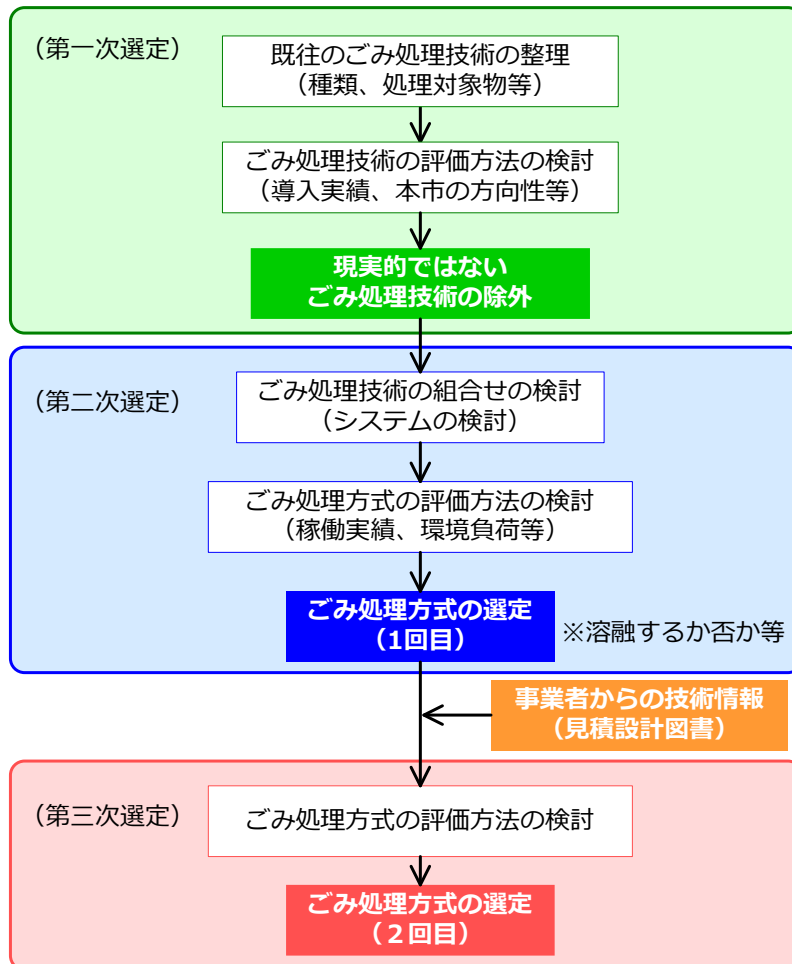 （第一次選定）
既往のごみ処理技術の整理
（種類、処理対象物等）
ごみ処理技術の評価方法の検討
（導入実績、本市の方向性等）
現実的ではない
ごみ処理技術の除外
（第二次選定）
ごみ処理技術の組合せの検討
（システムの検討）
ごみ処理方式の評価方法の検討
（稼働実績、環境負荷等）
ごみ処理方式の選定
（1回目）
※溶融するか否か等
事業者からの技術情報
（見積設計図書）
（第三次選定）
ごみ処理方式の評価方法の検討
ごみ処理方式の選定
（２回目）